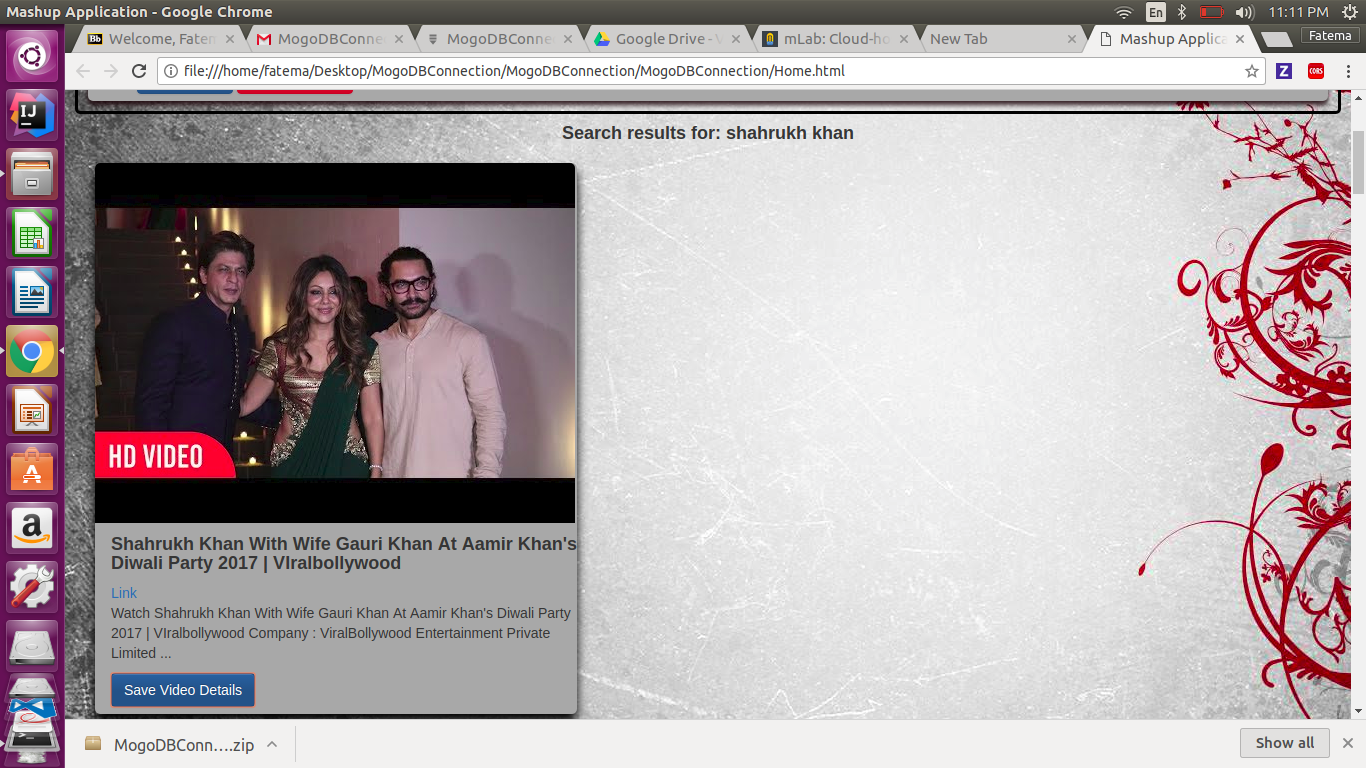 Mashup Application - Google Chrome
En
11:11 PM
Welcome, Fatem
MogoDBConne
MogoDBConne
Google Drive - V
mLab: Cloud-ho
New Tab
Mashup Applica
Fatema
file:///home/fatema/Desktop/MogoDBConnection/MogoDBConnection/MogoDBConnection/Home.html
Z
CORS
Search results for: shahrukh khan
HD VIDEO
Shahrukh Khan With Wife Gauri Khan At Aamir Khan's
Diwali Party 2017 | VIralbollywood
Link
Watch Shahrukh Khan With Wife Gauri Khan At Aamir Khan's Diwali Party
2017 | VIralbollywood Company : ViralBollywood Entertainment Private
Limited ...
Save Video Details
MogoDBConn....zip
Show all